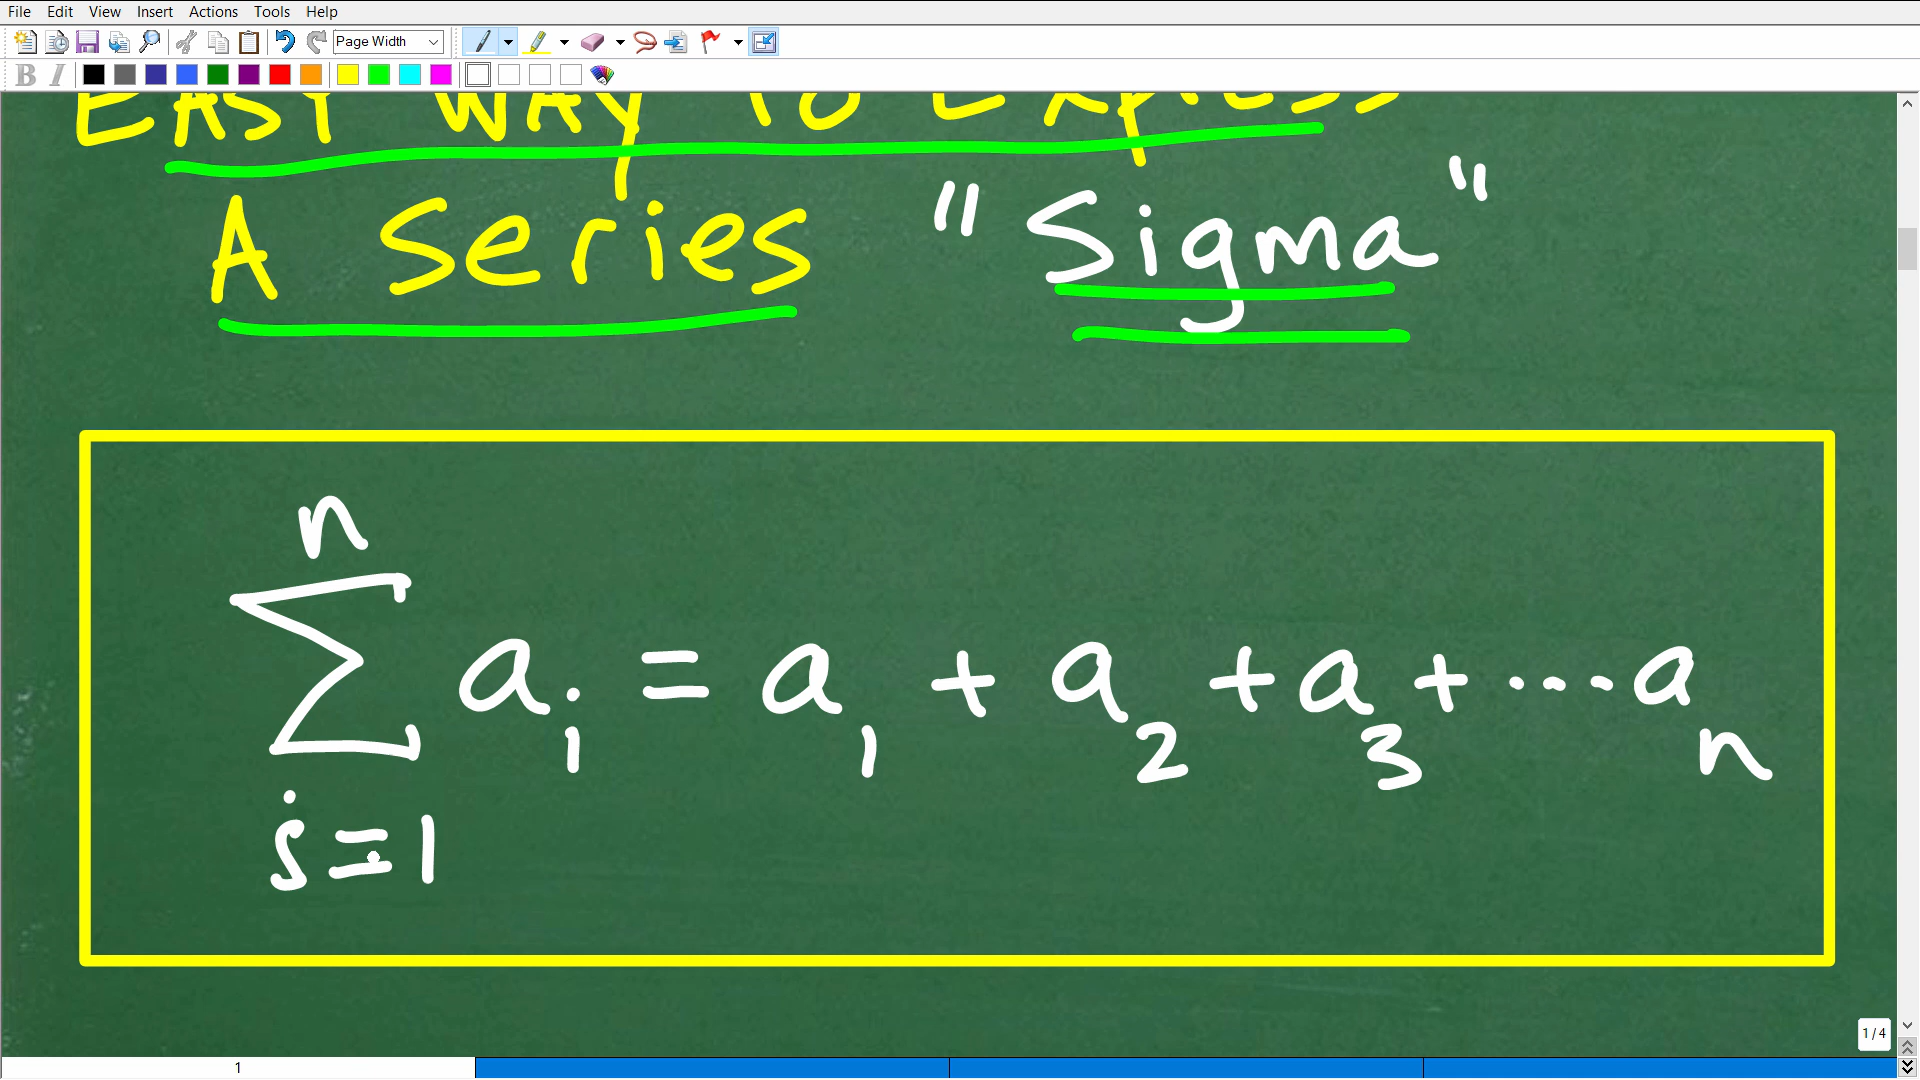 File Edit View Insert Actions Tools Help
Page Width
B I
EASY WAY TO Express
A Series "Sigma"
n
∑ aᵢ = a₁ + a₂ + a₃ + ... aₙ
i=1
1 / 4
1